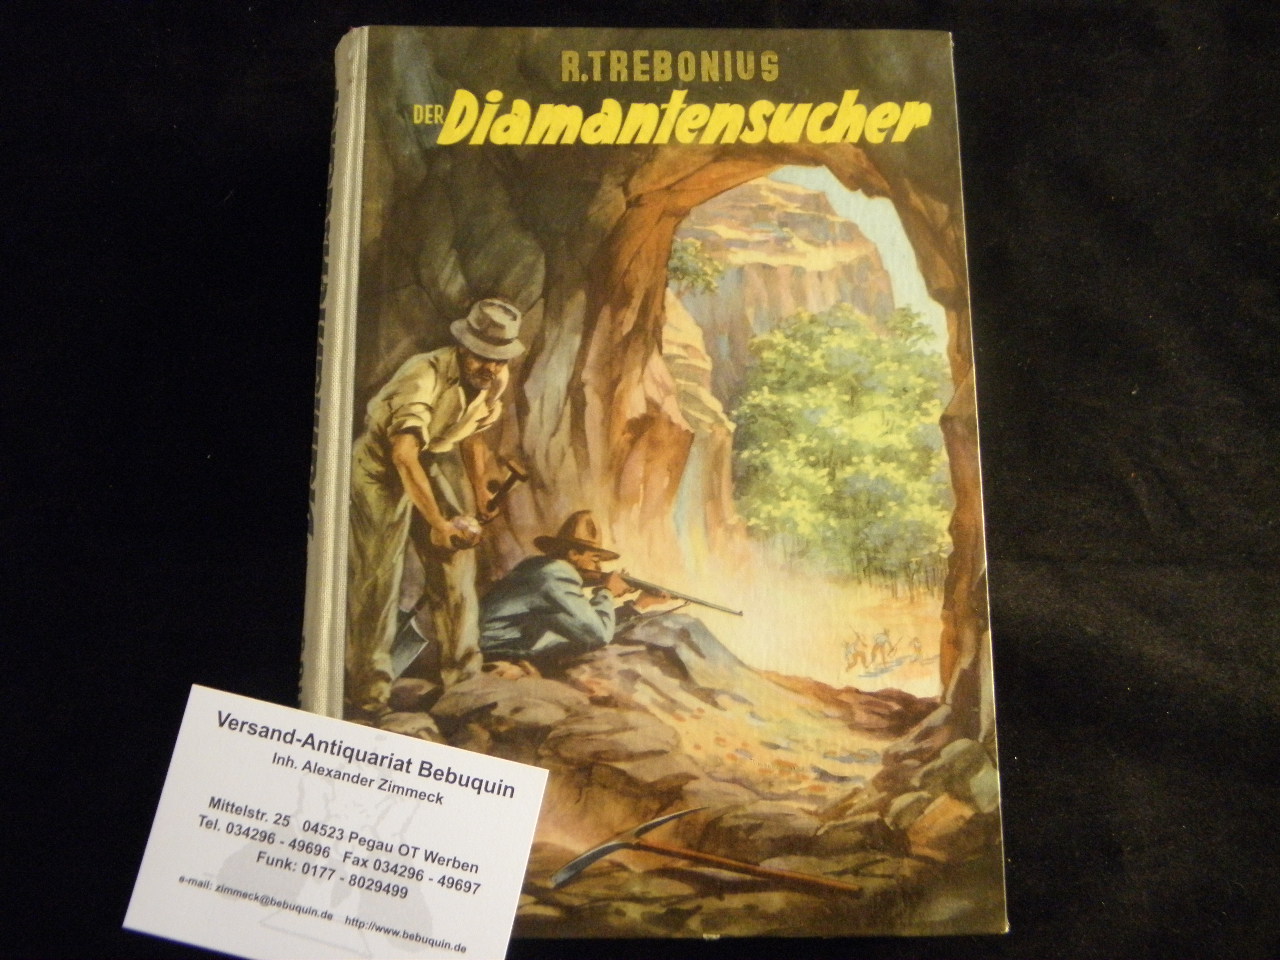 R. TREBONIUS
DER Diamantensucher
Versand-Antiquariat Bebuquin
Inh. Alexander Zimmeck
Mittelstr. 25 04523 Pegau OT Werben
Tel. 034296 - 49696 Fax 034296 - 49697
Funk: 0177 - 8029499
e-mail: zimmeck@bebuquin.de http://www.bebuquin.de